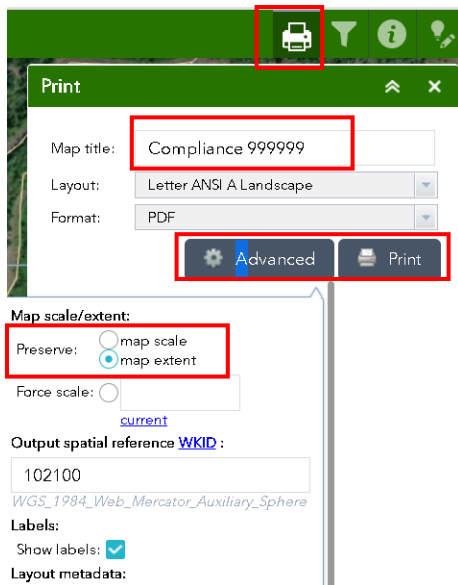 Print
Map title: Compliance 999999
Layout: Letter ANSI A Landscape
Format: PDF
Advanced Print
Map scale/extent:
Preserve: map scale
map extent
Force scale:
current
Output spatial reference WKID :
102100
WGS_1984_Web_Mercator_Auxiliary_Sphere
Labels:
Show labels:
Layout metadata: